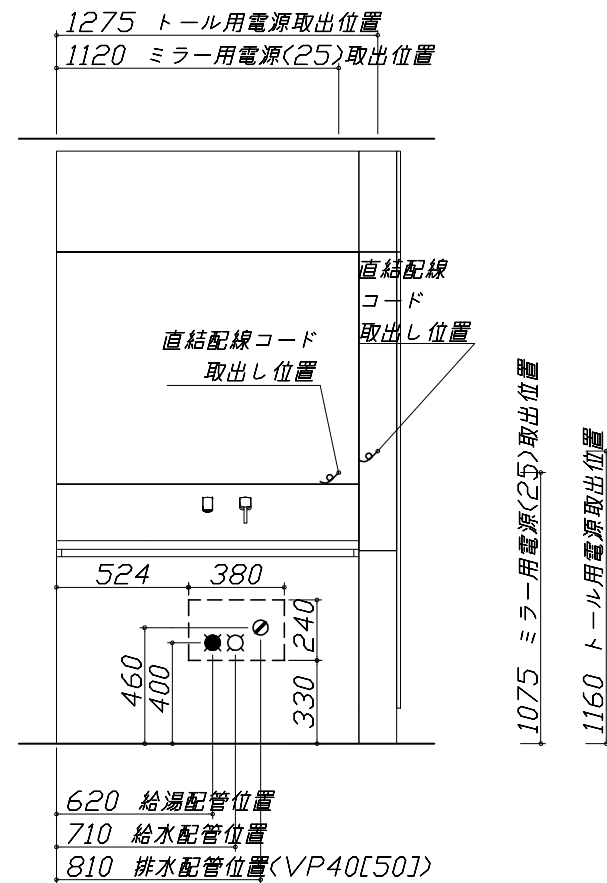 1275 トール用電源取出位置
1120 ミラー用電源(25)取出位置
直結配線
コード
取出し位置
直結配線コード
取出し位置
524
380
240
330
460
400
1075 ミラー用電源(25)取出位置
1160 トール用電源取出位置
620 給湯配管位置
710 給水配管位置
810 排水配管位置(VP40[50])